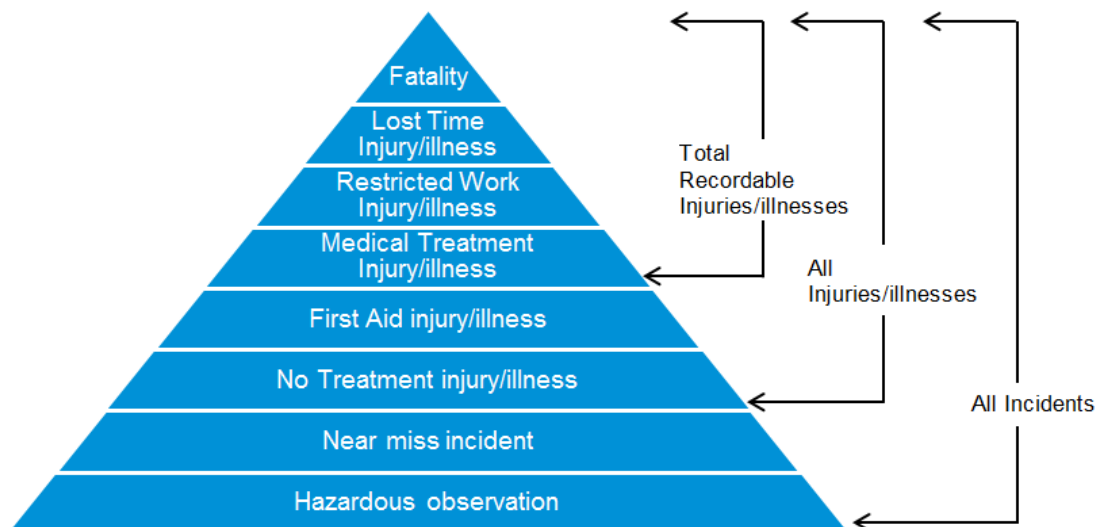 Fatality
Lost Time
Injury/illness
Restricted Work
Injury/illness
Medical Treatment
Injury/illness
First Aid injury/illness
No Treatment injury/illness
Near miss incident
Hazardous observation
Total
Recordable
Injuries/illnesses
All
Injuries/illnesses
All Incidents